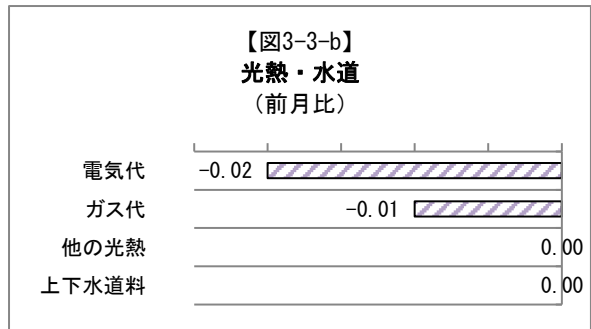 【図3-3-b】
光熱・水道
（前月比）
電気代 -0.02
ガス代 -0.01
他の光熱 0.00
上下水道料 0.00